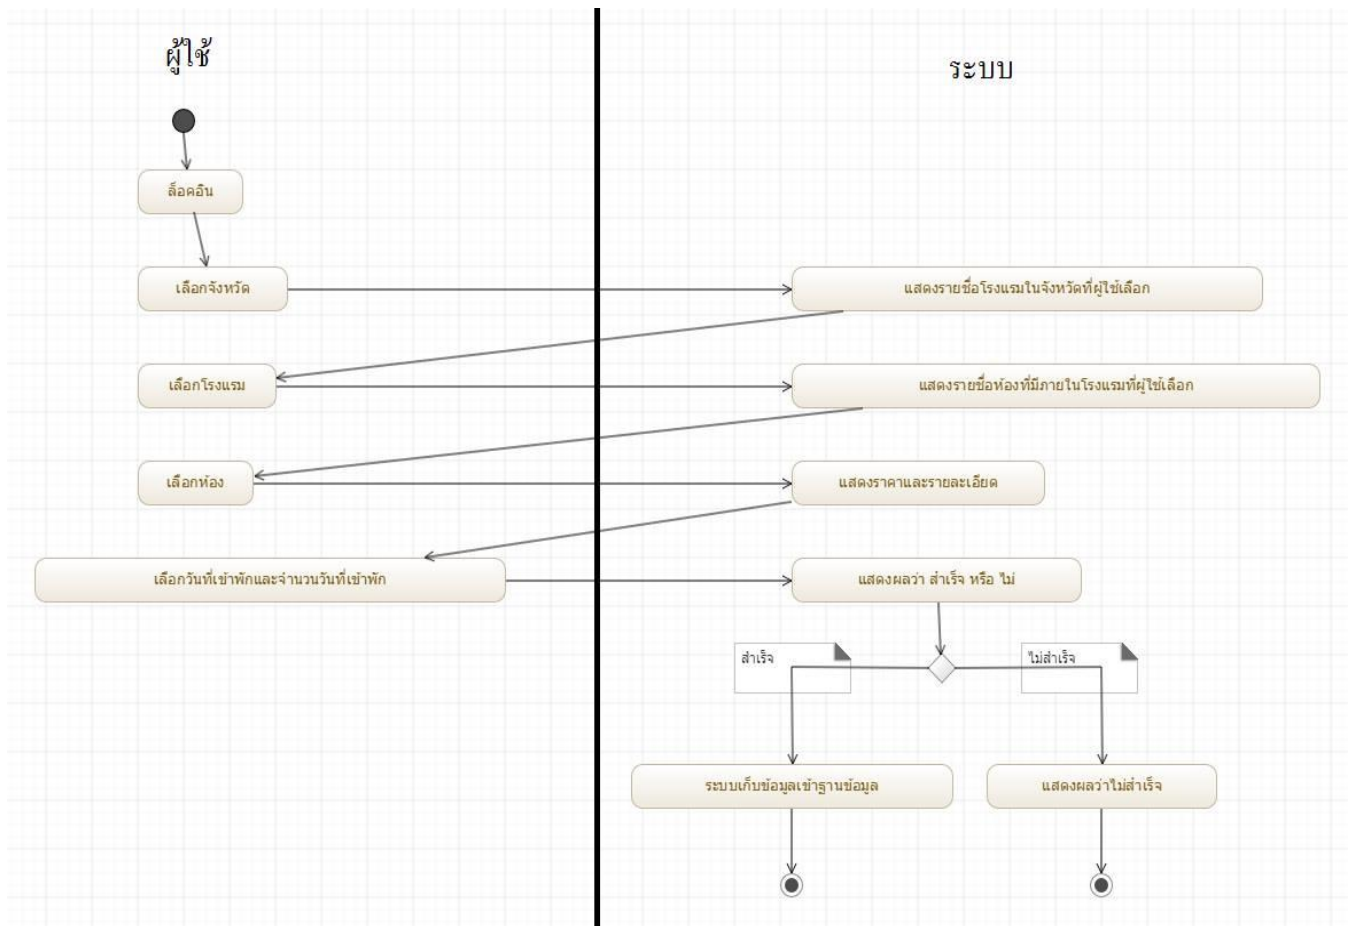 ผู้ใช้
ระบบ
ล็อคอิน
เลือกจังหวัด
แสดงรายชื่อโรงแรมในจังหวัดที่ผู้ใช้เลือก
เลือกโรงแรม
แสดงรายชื่อห้องที่มีภายในโรงแรมที่ผู้ใช้เลือก
เลือกห้อง
แสดงราคาและรายละเอียด
เลือกวันที่เข้าพักและจำนวนวันที่เข้าพัก
แสดงผลว่า สำเร็จ หรือ ไม่
สำเร็จ
ไม่สำเร็จ
ระบบเก็บข้อมูลเข้าฐานข้อมูล
แสดงผลว่าไม่สำเร็จ